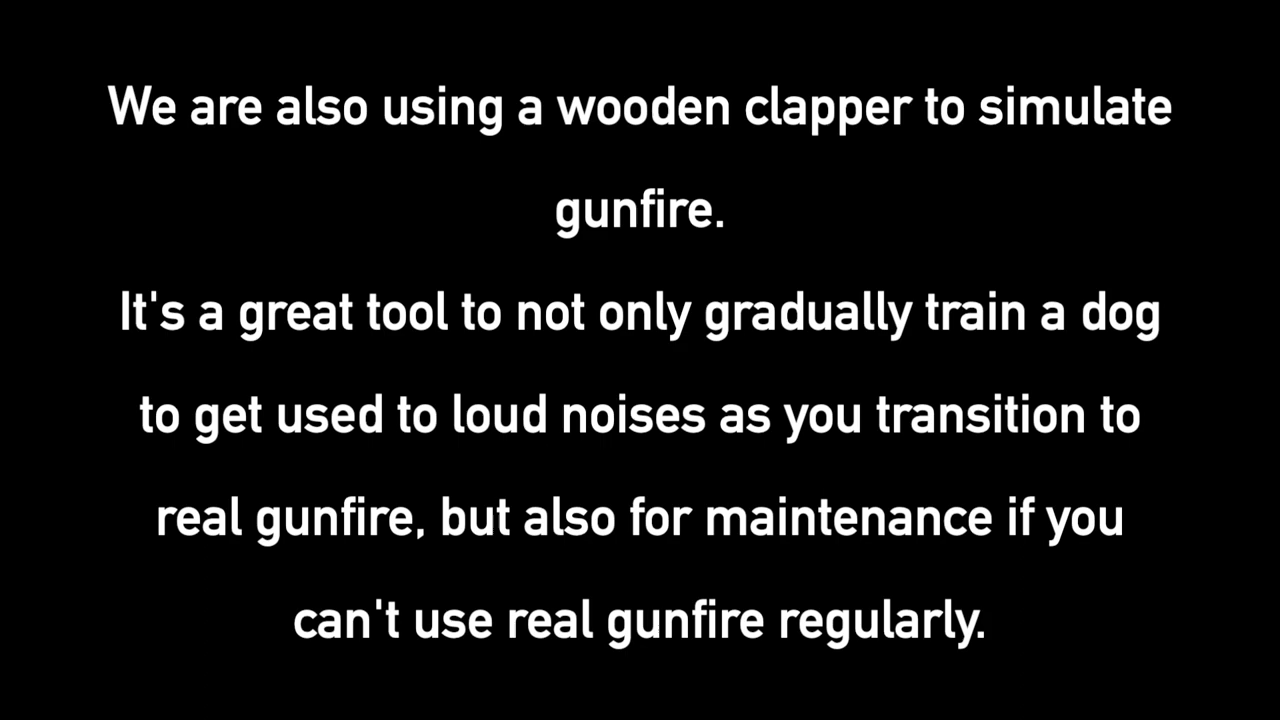 We are also using a wooden clapper to simulate
gunfire.
It's a great tool to not only gradually train a dog
to get used to loud noises as you transition to
real gunfire, but also for maintenance if you
can't use real gunfire regularly.